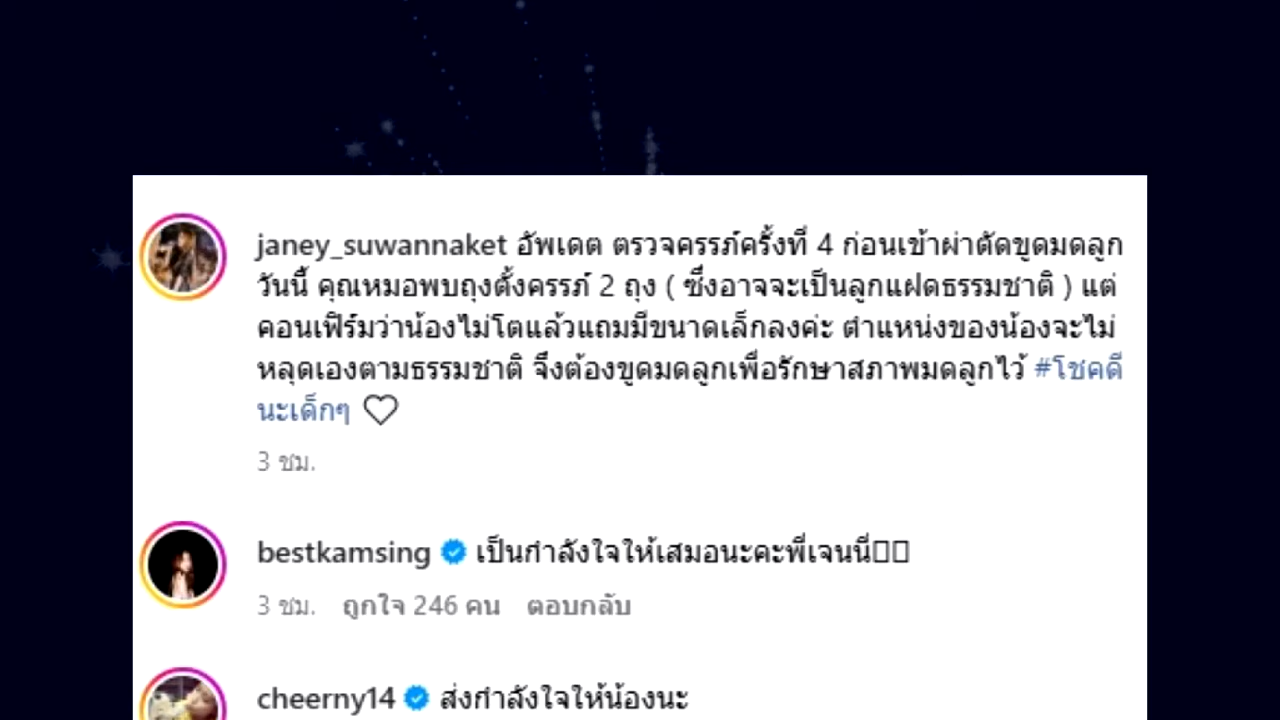 janey_suwannaket อัพเดต ตรวจครรภ์ครั้งที่ 4 ก่อนเข้าผ่าตัดขูดมดลูก
วันนี้ คุณหมอพบถุงตั้งครรภ์ 2 ถุง ( ซึ่งอาจจะเป็นลูกแฝดธรรมชาติ ) แต่
คอนเฟิร์มว่าน้องไม่โตแล้วแถมมีขนาดเล็กลงค่ะ ตำแหน่งของน้องจะไม่
หลุดเองตามธรรมชาติ จึงต้องขูดมดลูกเพื่อรักษาสภาพมดลูกไว้ #โชคดี
นะเด็กๆ ♡
3 ชม.
bestkamsing เป็นกำลังใจให้เสมอนะคะพี่เจนนี่
3 ชม. ถูกใจ 246 คน ตอบกลับ
cheerny14 ส่งกำลังใจให้น้องนะ